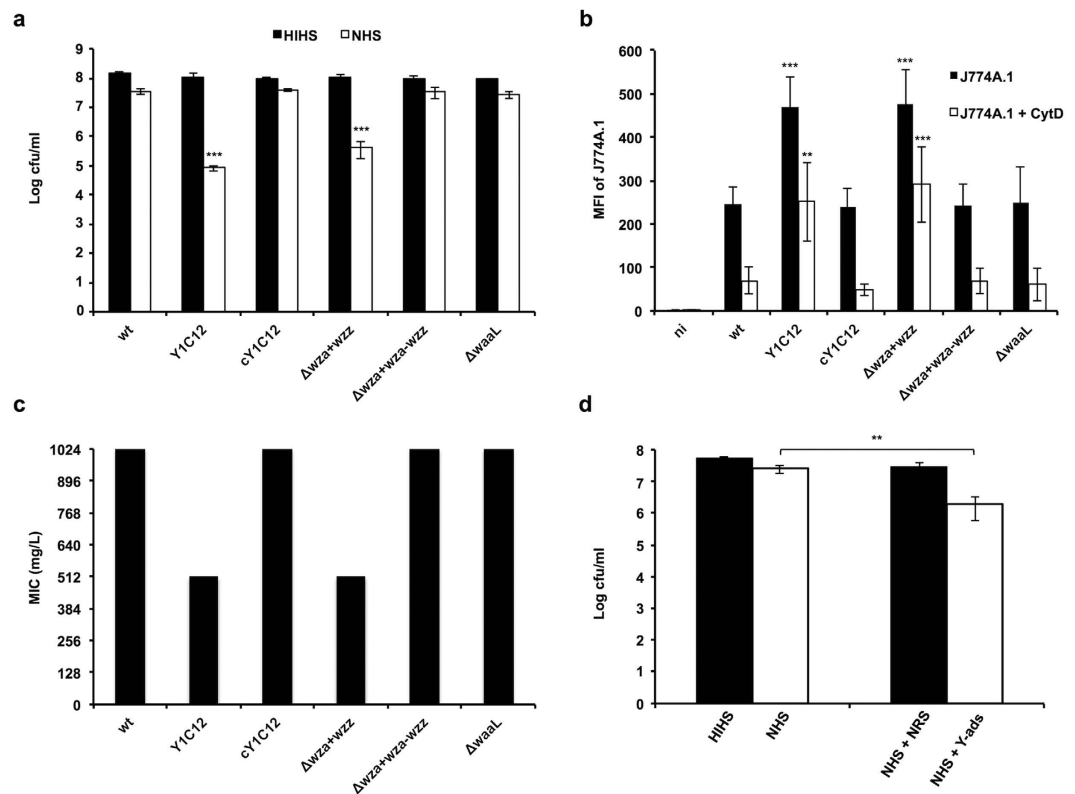 a
HIHS NHS
Log cfu/ml
9
8
7
6
5
4
3
2
1
0
***
***
wt
Y1C12
cY1C12
Δwza+wzz
Δwza+wza-wzz
ΔwaaL
b
MFI of J774A.1
600
500
400
300
200
100
0
J774A.1
J774A.1 + CytD
***
**
***
***
ni
wt
Y1C12
cY1C12
Δwza+wzz
Δwza+wza-wzz
ΔwaaL
c
MIC (mg/L)
1024
896
768
640
512
384
256
128
0
wt
Y1C12
cY1C12
Δwza+wzz
Δwza+wza-wzz
ΔwaaL
d
Log cfu/ml
8
7
6
5
4
3
2
1
0
**
HIHS
NHS
NHS + NRS
NHS + Y-ads